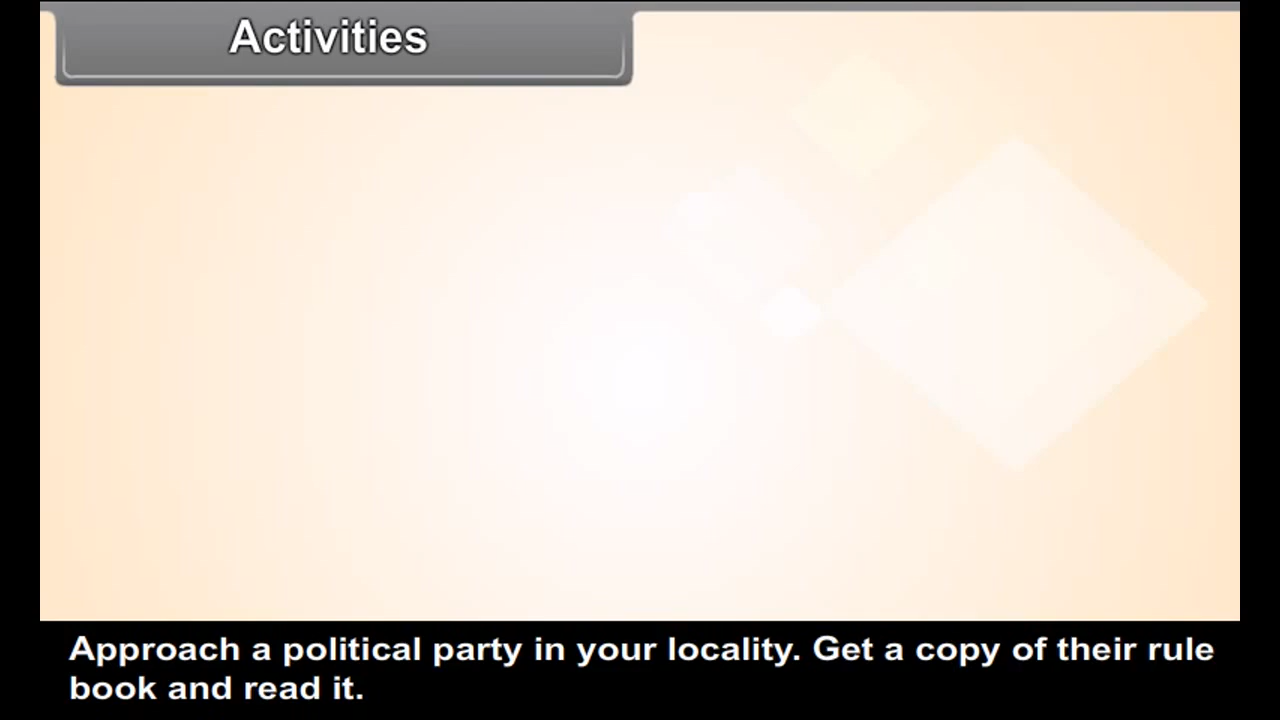 Activities
Approach a political party in your locality. Get a copy of their rule
book and read it.